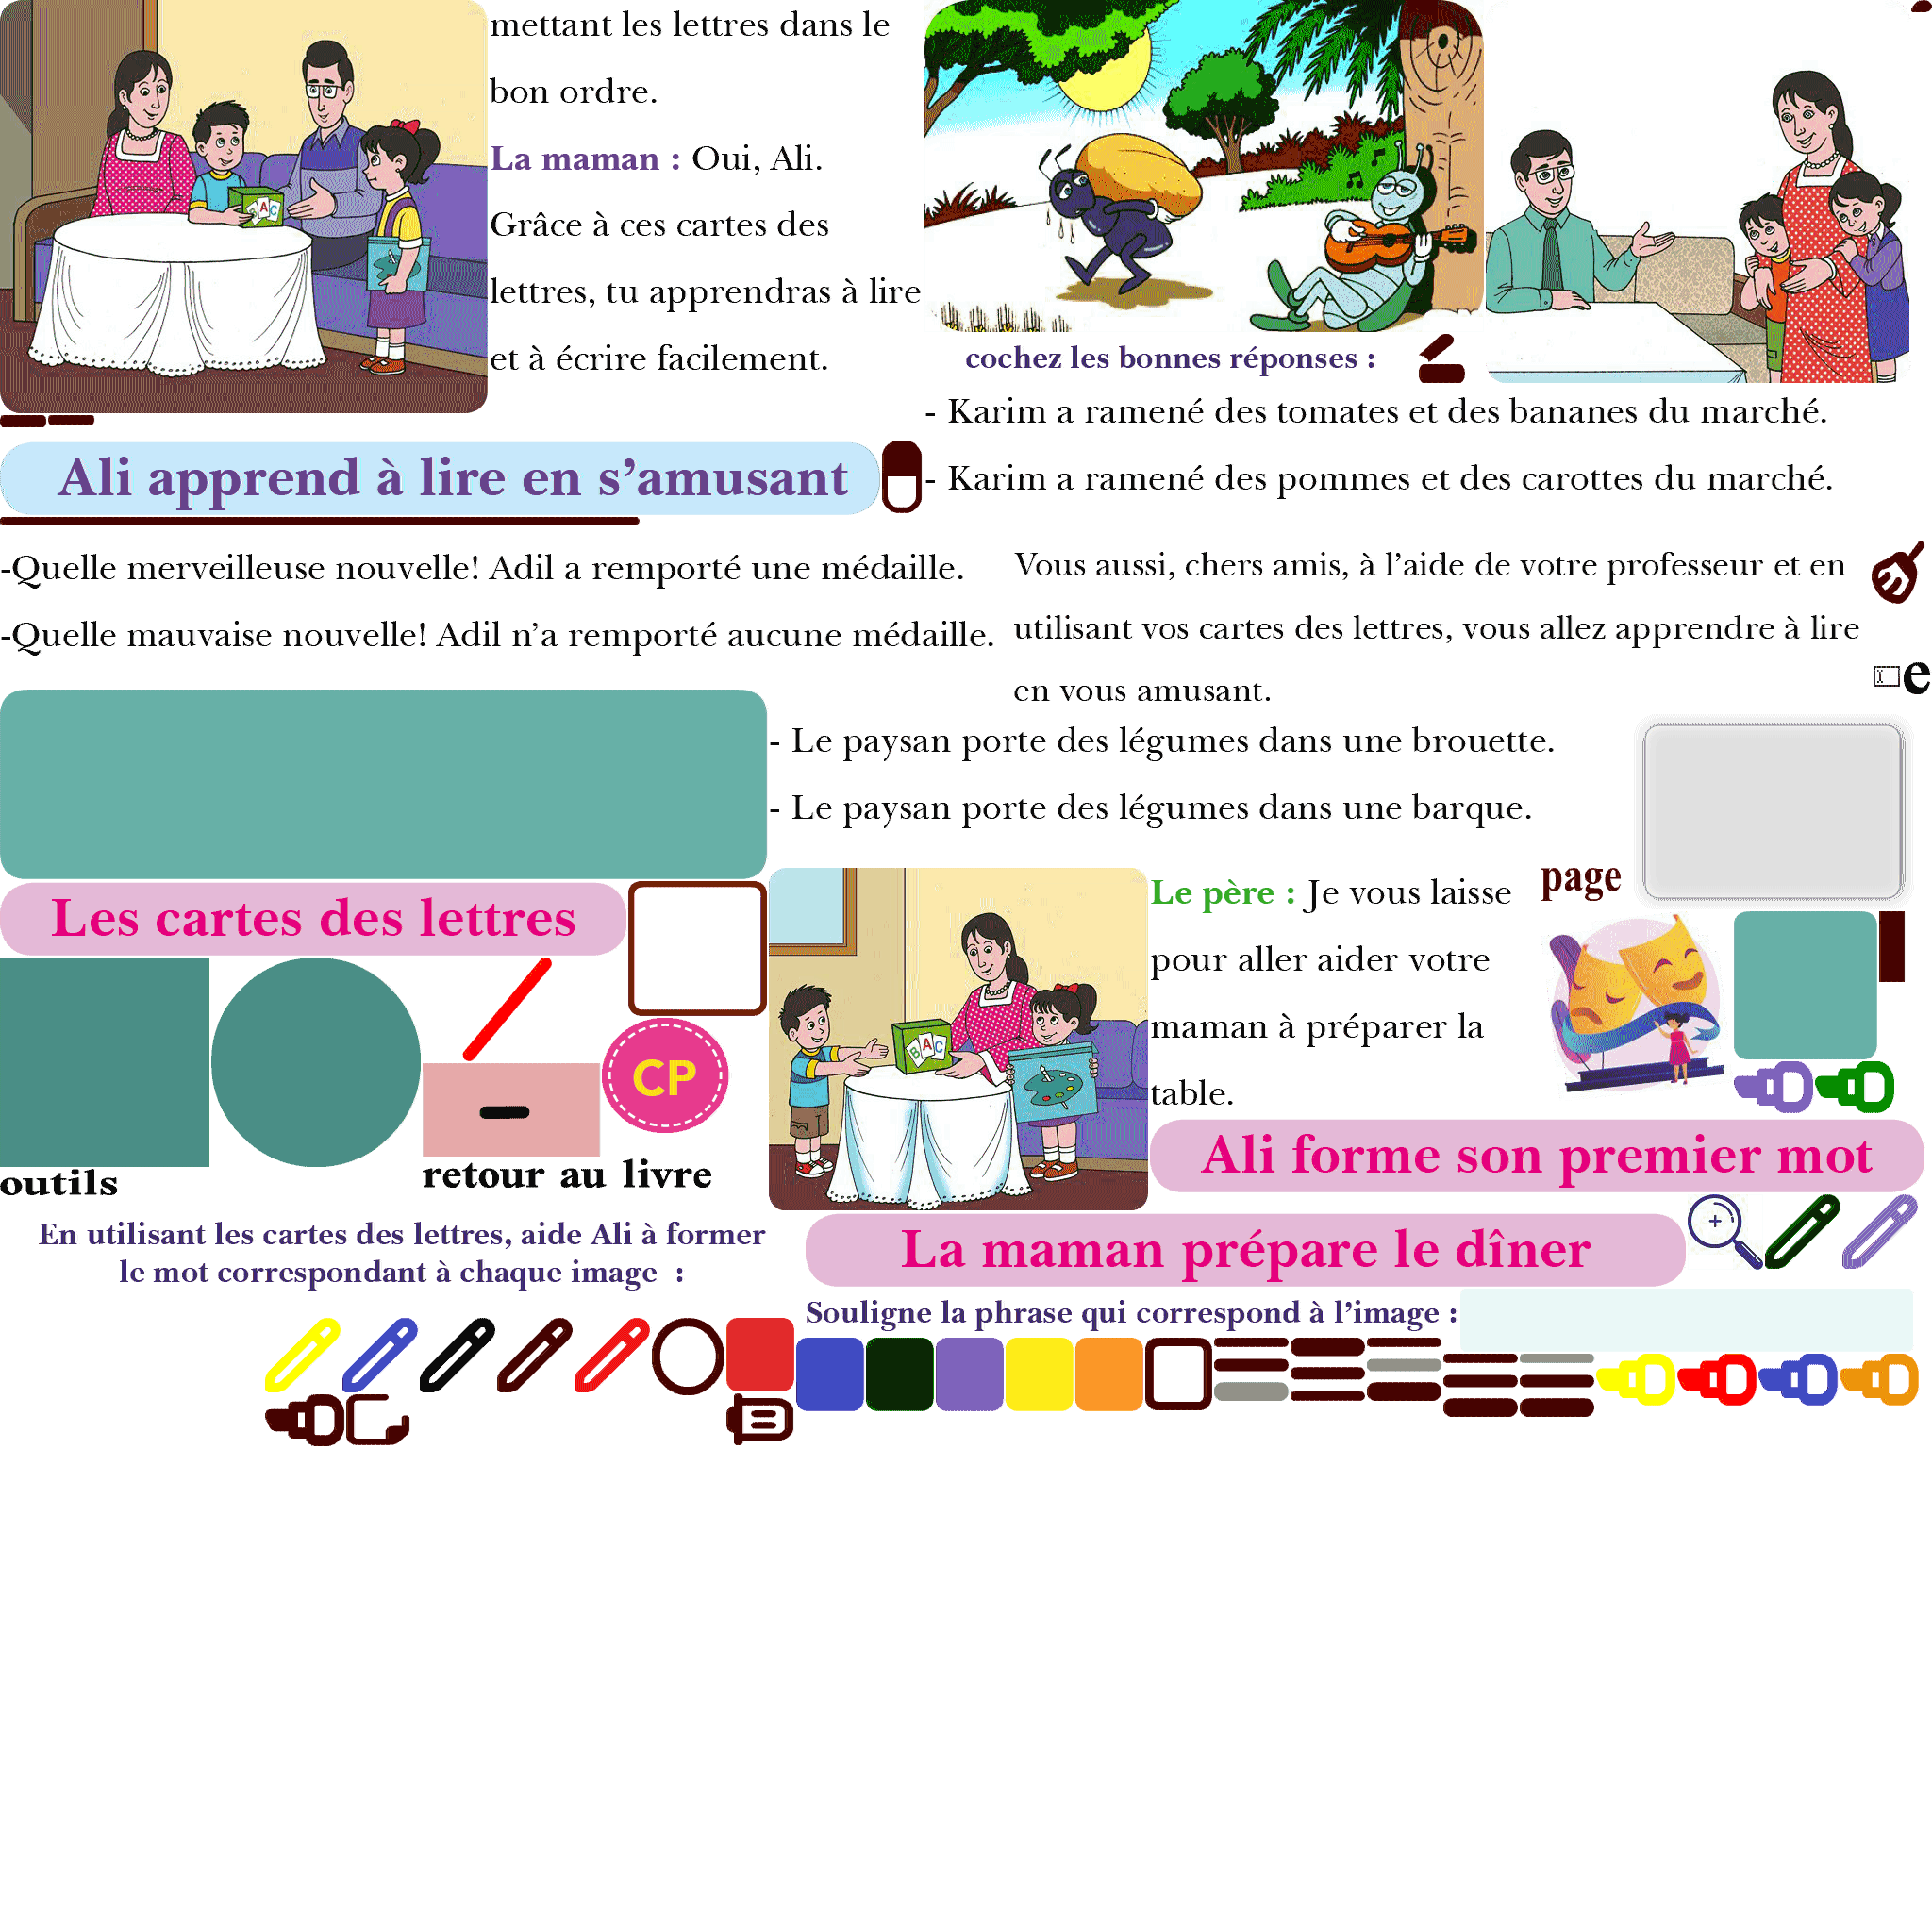 mettant les lettres dans le
bon ordre.
La maman : Oui, Ali.
Grâce à ces cartes des
lettres, tu apprendras à lire
et à écrire facilement.
cochez les bonnes réponses :
- Karim a ramené des tomates et des bananes du marché.
- Karim a ramené des pommes et des carottes du marché.
Ali apprend à lire en s’amusant
-Quelle merveilleuse nouvelle! Adil a remporté une médaille.
-Quelle mauvaise nouvelle! Adil n’a remporté aucune médaille.
Vous aussi, chers amis, à l’aide de votre professeur et en
utilisant vos cartes des lettres, vous allez apprendre à lire
en vous amusant.
e
- Le paysan porte des légumes dans une brouette.
- Le paysan porte des légumes dans une barque.
page
Les cartes des lettres
CP
outils
retour au livre
BAC
Le père : Je vous laisse
pour aller aider votre
maman à préparer la
table.
Ali forme son premier mot
En utilisant les cartes des lettres, aide Ali à former
le mot correspondant à chaque image :
La maman prépare le dîner
Souligne la phrase qui correspond à l’image :